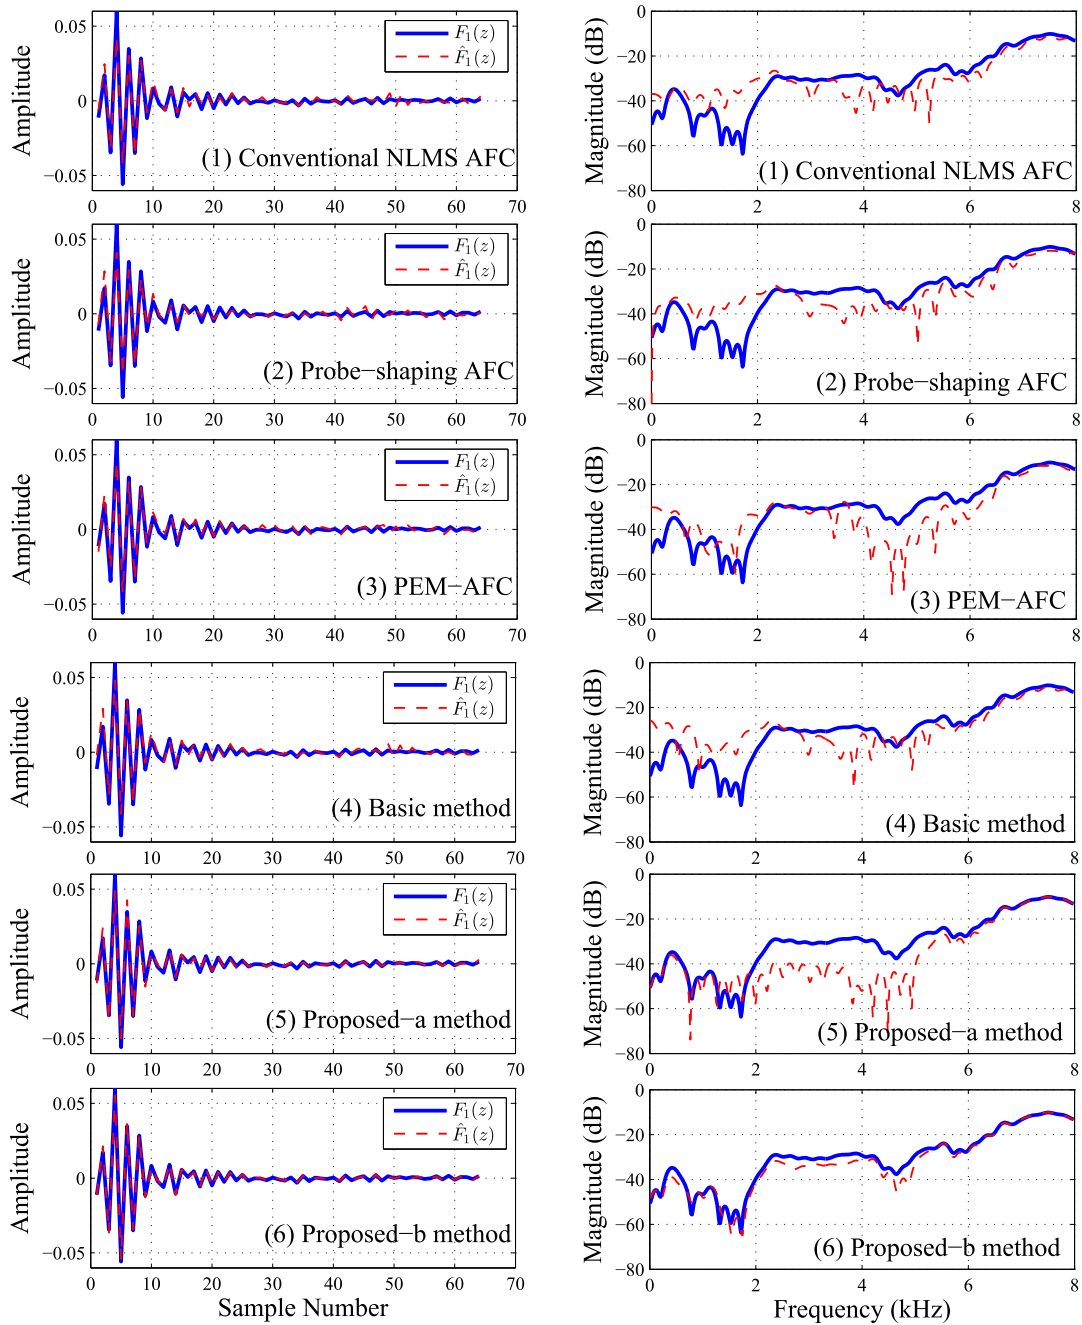 0.05
0
−0.05
Amplitude
F₁(z)
F̂₁(z)
(1) Conventional NLMS AFC
0 10 20 30 40 50 60 70
0
−20
−40
−60
−80
Magnitude (dB)
(1) Conventional NLMS AFC
0 2 4 6 8
0.05
0
−0.05
Amplitude
F₁(z)
F̂₁(z)
(2) Probe−shaping AFC
0 10 20 30 40 50 60 70
0
−20
−40
−60
−80
Magnitude (dB)
(2) Probe−shaping AFC
0 2 4 6 8
0.05
0
−0.05
Amplitude
F₁(z)
F̂₁(z)
(3) PEM−AFC
0 10 20 30 40 50 60 70
0
−20
−40
−60
−80
Magnitude (dB)
(3) PEM−AFC
0 2 4 6 8
0.05
0
−0.05
Amplitude
F₁(z)
F̂₁(z)
(4) Basic method
0 10 20 30 40 50 60 70
0
−20
−40
−60
−80
Magnitude (dB)
(4) Basic method
0 2 4 6 8
0.05
0
−0.05
Amplitude
F₁(z)
F̂₁(z)
(5) Proposed−a method
0 10 20 30 40 50 60 70
0
−20
−40
−60
−80
Magnitude (dB)
(5) Proposed−a method
0 2 4 6 8
0.05
0
−0.05
Amplitude
F₁(z)
F̂₁(z)
(6) Proposed−b method
0 10 20 30 40 50 60 70
Sample Number
0
−20
−40
−60
−80
Magnitude (dB)
(6) Proposed−b method
0 2 4 6 8
Frequency (kHz)